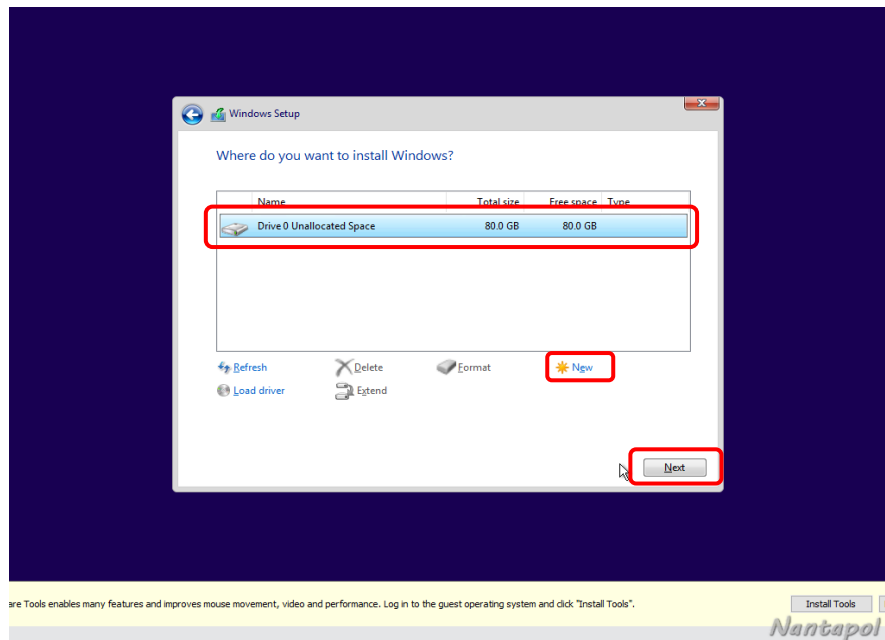 Windows Setup
Where do you want to install Windows?
Name Total size Free space Type
Drive 0 Unallocated Space 80.0 GB 80.0 GB
Refresh Delete Format New
Load driver Extend
Next
are Tools enables many features and improves mouse movement, video and performance. Log in to the guest operating system and click "Install Tools". Install Tools
Nantapol